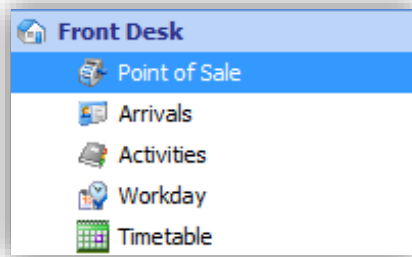 Front Desk
Point of Sale
Arrivals
Activities
Workday
Timetable